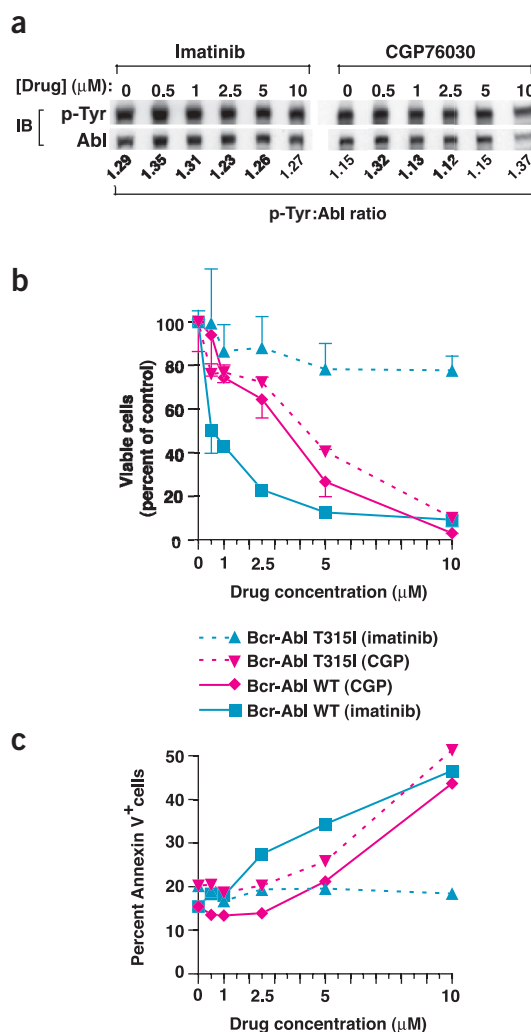 a
Imatinib CGP76030
[Drug] (μM): 0 0.5 1 2.5 5 10 0 0.5 1 2.5 5 10
IB p-Tyr
Abl
1.29 1.35 1.31 1.23 1.26 1.27 1.15 1.32 1.13 1.12 1.15 1.37
p-Tyr:Abl ratio
b
Viable cells
(percent of control)
100
80
60
40
20
0
0 1 2.5 5 10
Drug concentration (μM)
Bcr-Abl T315I (imatinib)
Bcr-Abl T315I (CGP)
Bcr-Abl WT (CGP)
Bcr-Abl WT (imatinib)
c
Percent Annexin V+cells
50
40
30
20
10
0
0 1 2.5 5 10
Drug concentration (μM)